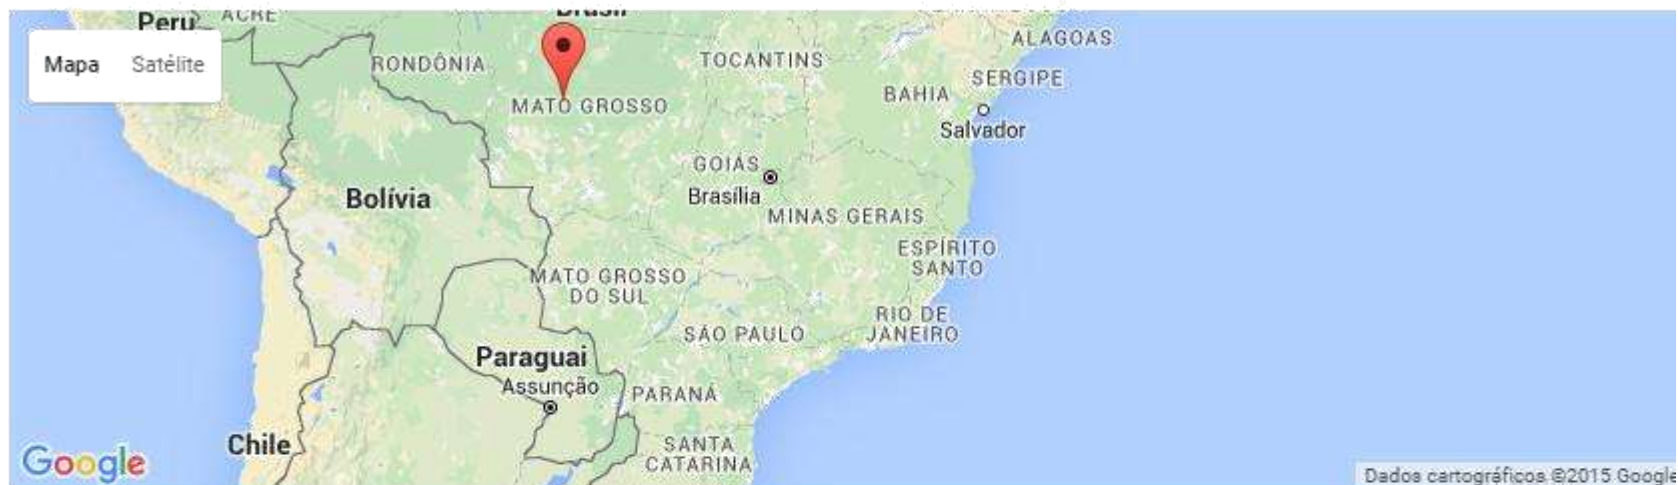 Peru
ACRE
Brasil
Mapa
Satélite
RONDÔNIA
TOCANTINS
ALAGOAS
MATO GROSSO
BAHIA
SERGIPE
Salvador
GOIÁS
Brasília
Bolívia
MINAS GERAIS
ESPÍRITO
SANTO
MATO GROSSO
DO SUL
RIO DE
JANEIRO
SÃO PAULO
Paraguai
Assunção
PARANÁ
Chile
SANTA
CATARINA
Google
Dados cartográficos ©2015 Google